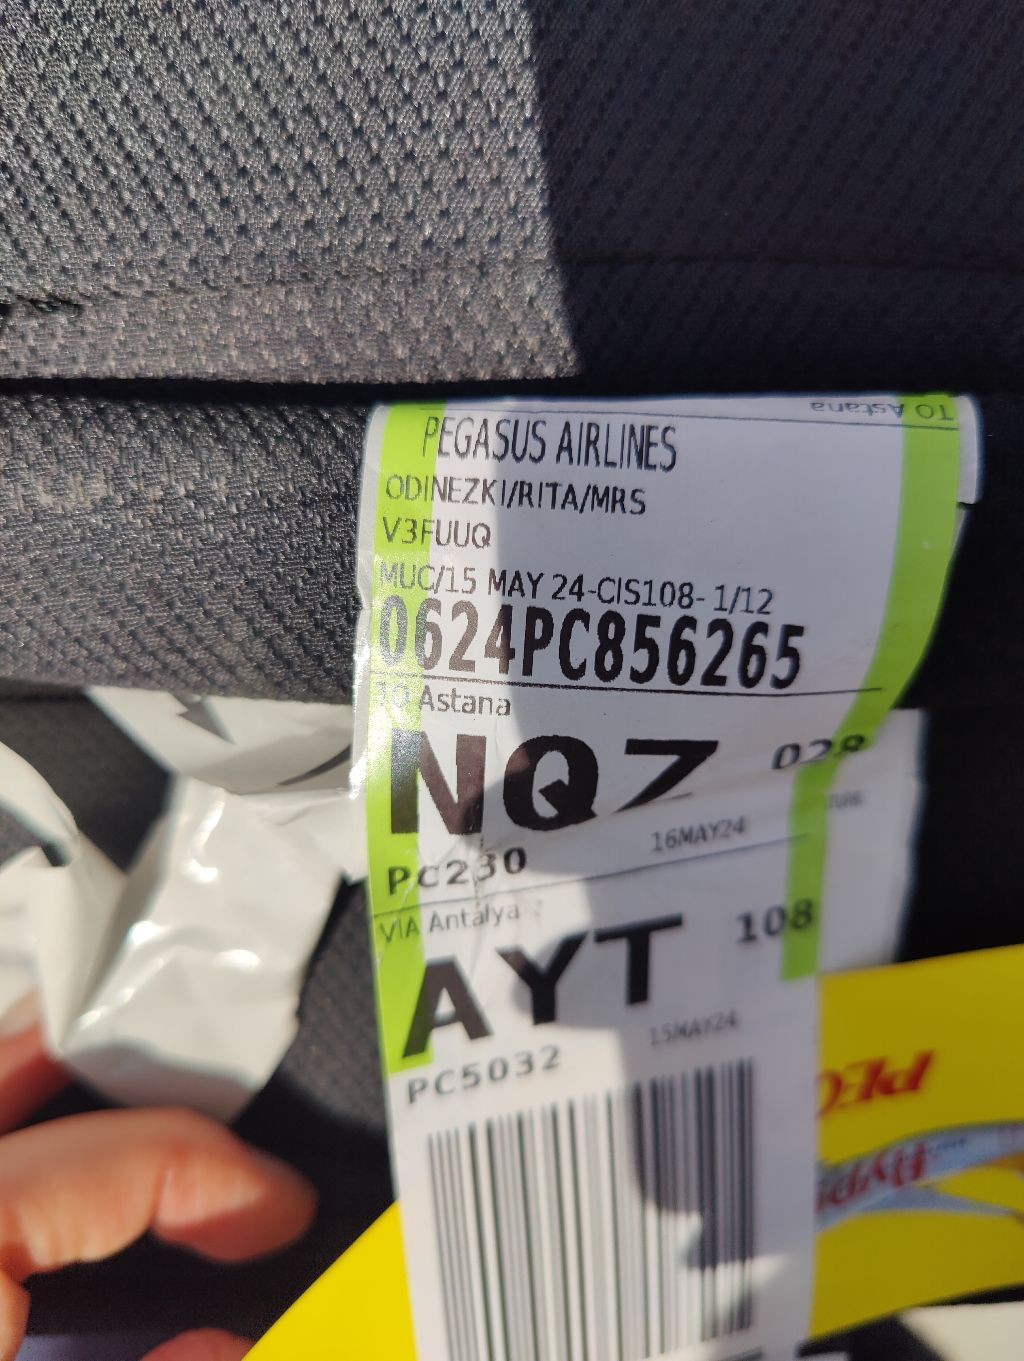 TO Astana
PEGASUS AIRLINES
ODINEZKI/RITA/MRS
V3FUUQ
MUC/15 MAY 24-CIS108- 1/12
0624PC856265
TO Astana
NQZ 028
PC230 16MAY24
VIA Antalya
AYT 108
PC5032 15MAY24